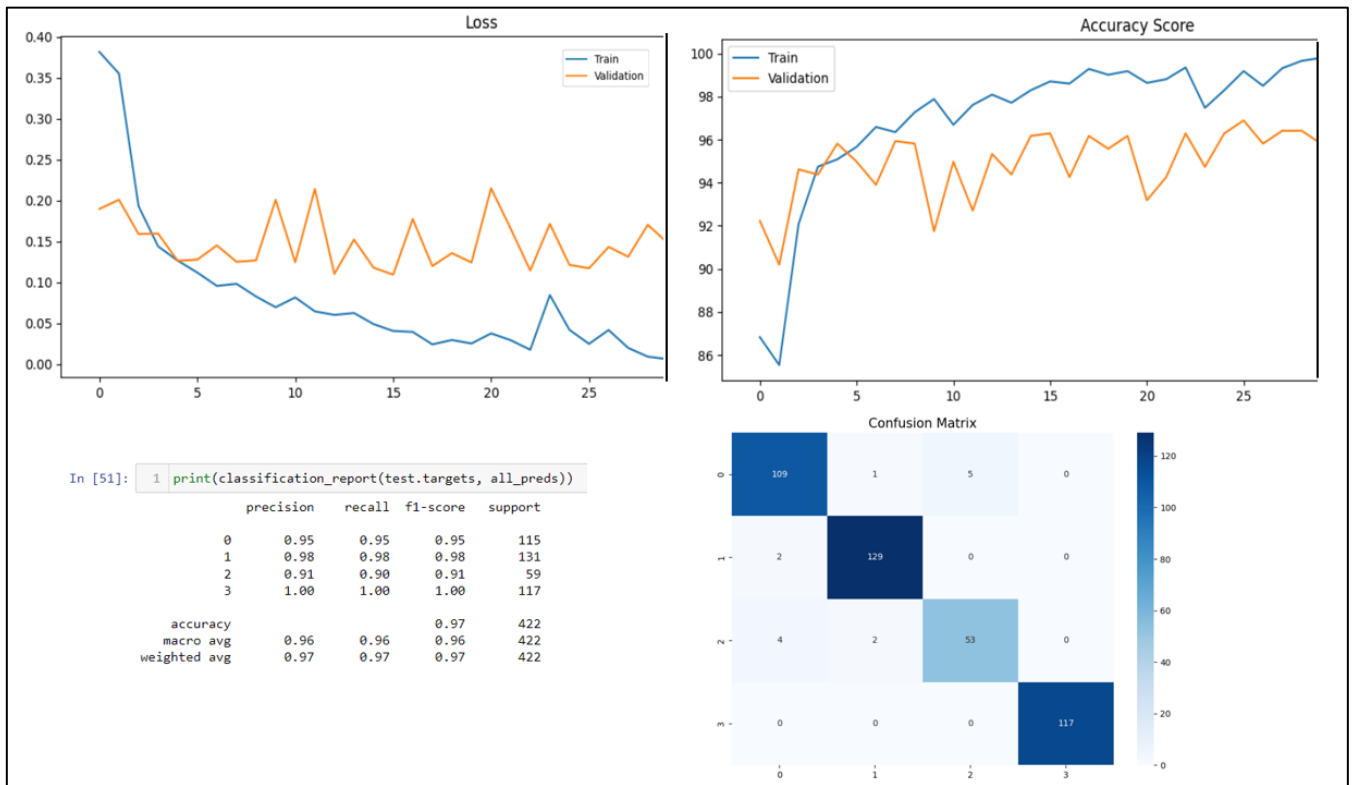 Loss
0.40
0.35
0.30
0.25
0.20
0.15
0.10
0.05
0.00
0 5 10 15 20 25
Train
Validation
Accuracy Score
100
98
96
94
92
90
88
86
0 5 10 15 20 25
Train
Validation
In [51]: 1 print(classification_report(test.targets, all_preds))
precision recall f1-score support
0 0.95 0.95 0.95 115
1 0.98 0.98 0.98 131
2 0.91 0.90 0.91 59
3 1.00 1.00 1.00 117
accuracy 0.97 422
macro avg 0.96 0.96 0.96 422
weighted avg 0.97 0.97 0.97 422
Confusion Matrix
0 109 1 5 0
1 2 129 0 0
2 4 2 53 0
3 0 0 0 117
0 1 2 3
120
100
80
60
40
20
0